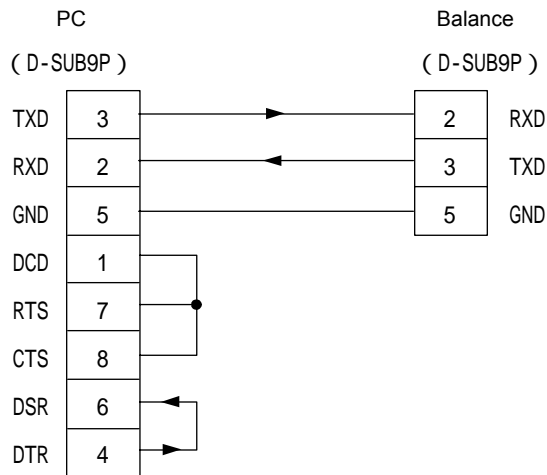 PC Balance
( D-SUB9P ) ( D-SUB9P )
TXD 3 2 RXD
RXD 2 3 TXD
GND 5 5 GND
DCD 1
RTS 7
CTS 8
DSR 6
DTR 4